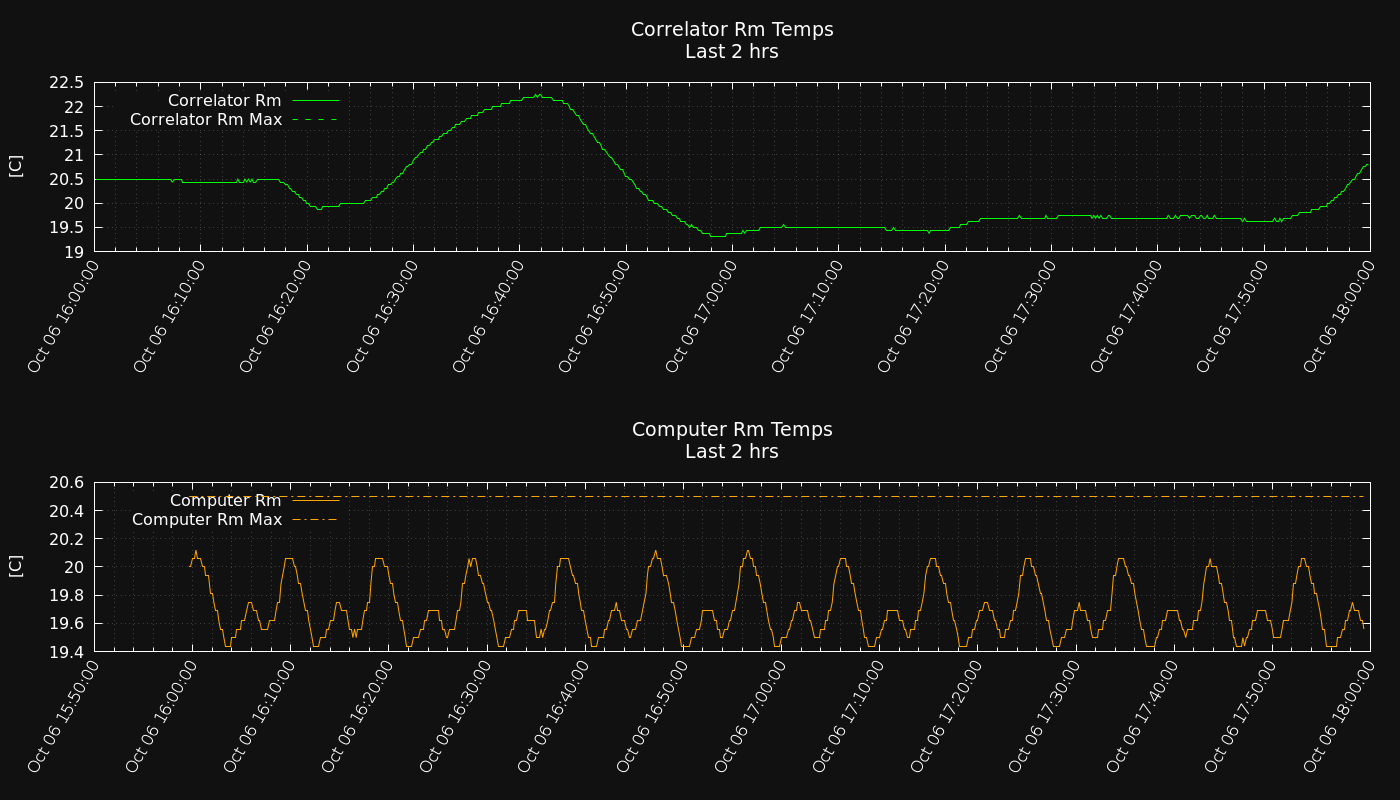 Correlator Rm Temps
Last 2 hrs
22.5
22
21.5
21
20.5
20
19.5
19
[C]
Correlator Rm
Correlator Rm Max
Oct 06 16:00:00
Oct 06 16:10:00
Oct 06 16:20:00
Oct 06 16:30:00
Oct 06 16:40:00
Oct 06 16:50:00
Oct 06 17:00:00
Oct 06 17:10:00
Oct 06 17:20:00
Oct 06 17:30:00
Oct 06 17:40:00
Oct 06 17:50:00
Oct 06 18:00:00
Computer Rm Temps
Last 2 hrs
20.6
20.4
20.2
20
19.8
19.6
19.4
[C]
Computer Rm
Computer Rm Max
Oct 06 15:50:00
Oct 06 16:00:00
Oct 06 16:10:00
Oct 06 16:20:00
Oct 06 16:30:00
Oct 06 16:40:00
Oct 06 16:50:00
Oct 06 17:00:00
Oct 06 17:10:00
Oct 06 17:20:00
Oct 06 17:30:00
Oct 06 17:40:00
Oct 06 17:50:00
Oct 06 18:00:00